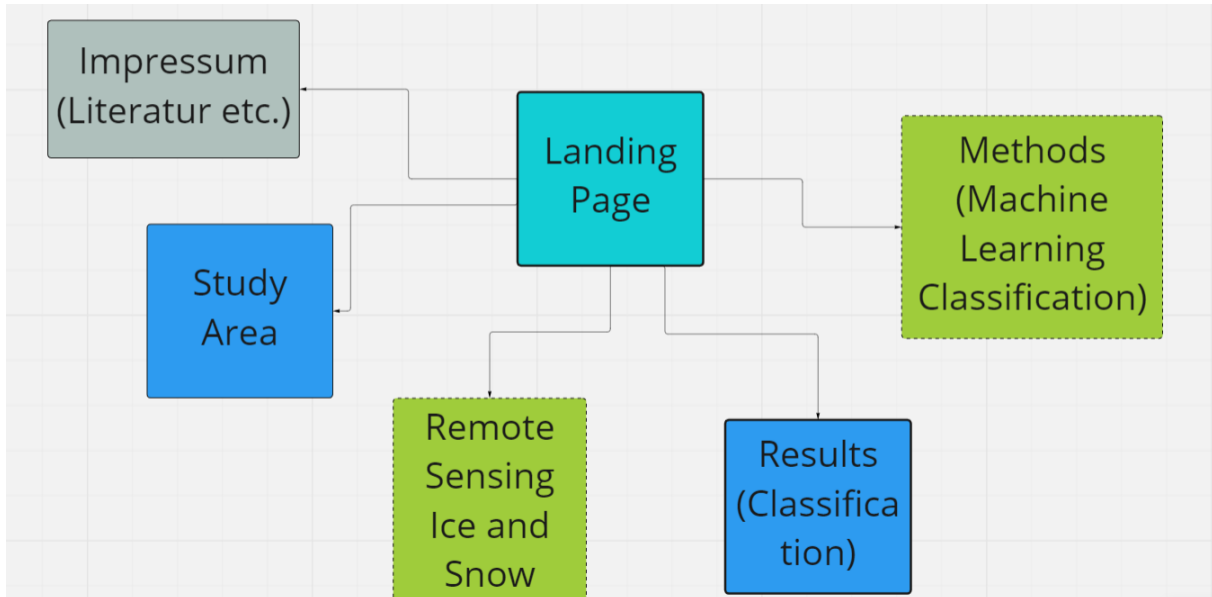 Impressum
(Literatur etc.)
Landing
Page
Methods
(Machine
Learning
Classification)
Study
Area
Remote
Sensing
Ice and
Snow
Results
(Classifica
tion)